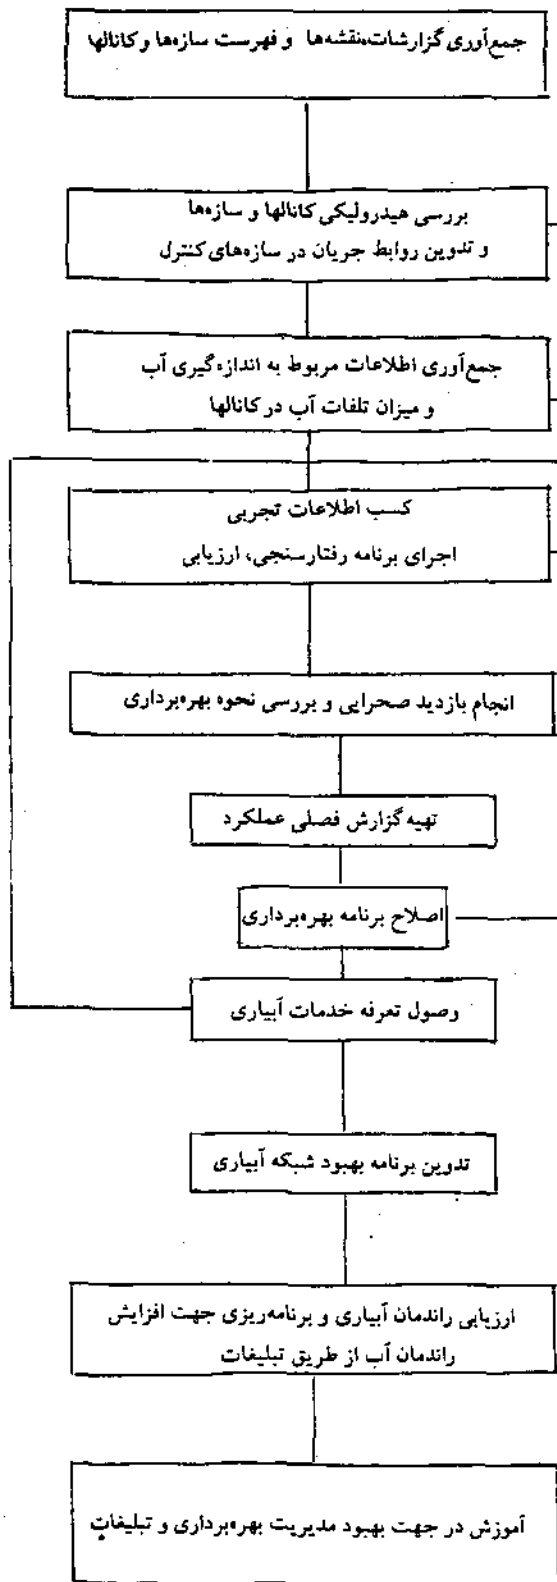 جمع‌آوری گزارشات،نقشه‌ها و فهرست سازه‌ها وکانالها
بررسی هیدرولیکی کانالها و سازه‌ها
و تدوین روابط جریان در سازه‌های کنترل
جمع‌آوری اطلاعات مربوط به اندازه‌گیری آب
و میزان تلفات آب در کانالها
کسب اطلاعات تجربی
اجرای برنامه رفتارسنجی، ارزیابی
انجام بازدید صحرایی و بررسی نحوه بهره‌برداری
تهیه گزارش فصلی عملکرد
اصلاح برنامه بهره‌برداری
وصول تعرفه خدمات آبیاری
تدوین برنامه بهبود شبکه آبیاری
ارزیابی راندمان آبیاری و برنامه‌ریزی جهت افزایش
راندمان آب از طریق تبلیغات
آموزش در جهت بهبود مدیریت بهره‌برداری و تبلیغات